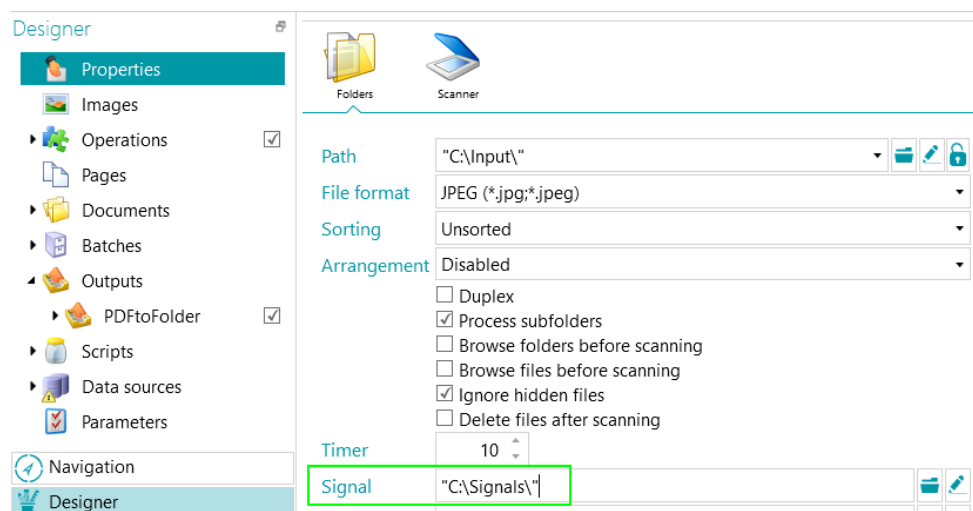 Designer
Properties
Images
Operations
Pages
Documents
Batches
Outputs
PDFtoFolder
Scripts
Data sources
Parameters
Navigation
Designer
Folders
Scanner
Path "C:\Input\"
File format JPEG (*.jpg;*.jpeg)
Sorting Unsorted
Arrangement Disabled
Duplex
Process subfolders
Browse folders before scanning
Browse files before scanning
Ignore hidden files
Delete files after scanning
Timer 10
Signal "C:\Signals\"